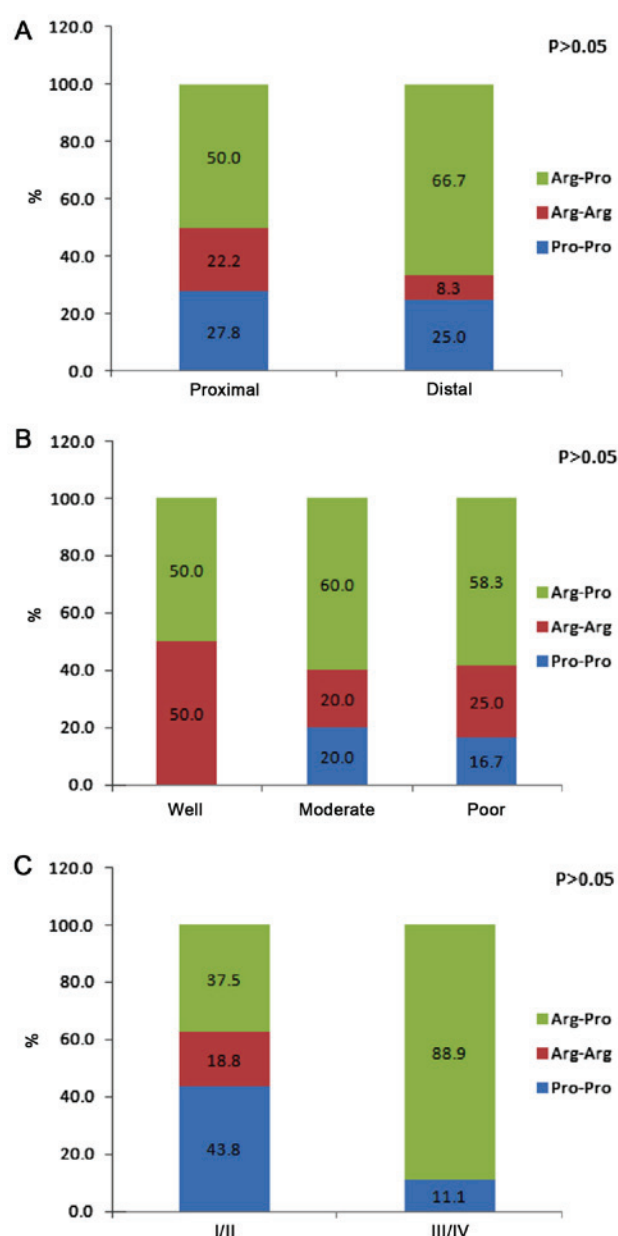 A
120.0
P>0.05
100.0
80.0
50.0
66.7
Arg-Pro
60.0
%
Arg-Arg
40.0
22.2
8.3
Pro-Pro
20.0
27.8
25.0
0.0
Proximal
Distal
B
120.0
P>0.05
100.0
80.0
50.0
60.0
58.3
Arg-Pro
60.0
%
Arg-Arg
40.0
50.0
20.0
25.0
Pro-Pro
20.0
20.0
16.7
0.0
Well
Moderate
Poor
C
120.0
P>0.05
100.0
37.5
80.0
88.9
Arg-Pro
60.0
%
18.8
Arg-Arg
40.0
43.8
Pro-Pro
20.0
11.1
0.0
I/II
III/IV